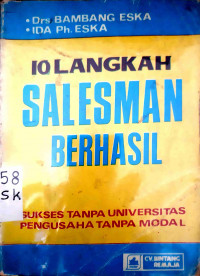 • Drs BAMBANG ESKA
• IDA Ph. ESKA
10 LANGKAH
SALESMAN
BERHASIL
58
Sk
SUKSES TANPA UNIVERSITAS
PENGUSAHA TANPA MODAL
CV. BINTANG
REMAJA